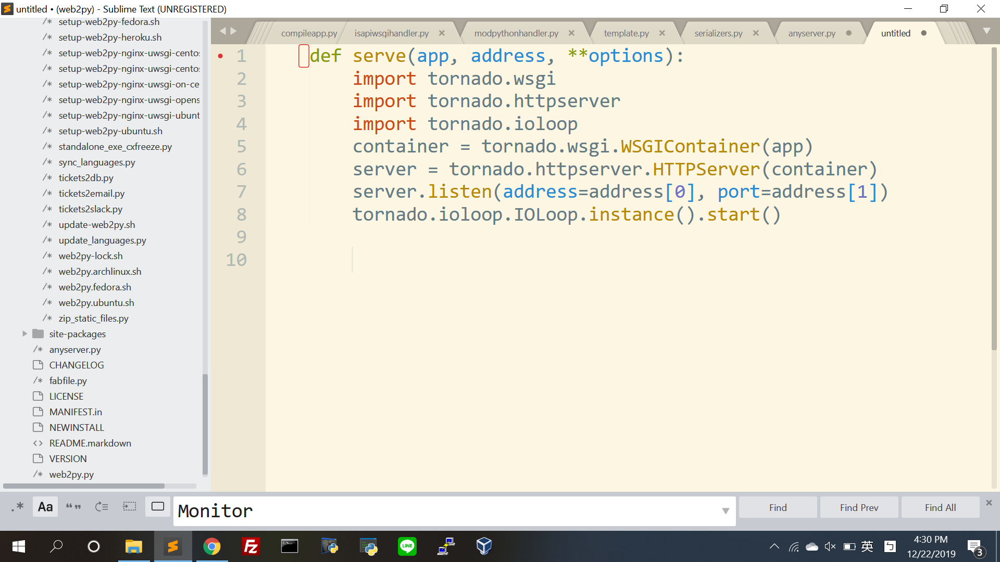 untitled • (web2py) - Sublime Text (UNREGISTERED)
/* setup-web2py-fedora.sh
/* setup-web2py-heroku.sh
/* setup-web2py-nginx-uwsgi-centos
/* setup-web2py-nginx-uwsgi-centos
/* setup-web2py-nginx-uwsgi-on-ce
/* setup-web2py-nginx-uwsgi-opens
/* setup-web2py-nginx-uwsgi-ubunt
/* setup-web2py-ubuntu.sh
/* standalone_exe_cxfreeze.py
/* sync_languages.py
/* tickets2db.py
/* tickets2email.py
/* tickets2slack.py
/* update-web2py.sh
/* update_languages.py
/* web2py-lock.sh
/* web2py.archlinux.sh
/* web2py.fedora.sh
/* web2py.ubuntu.sh
/* zip_static_files.py
site-packages
/* anyserver.py
CHANGELOG
/* fabfile.py
LICENSE
MANIFEST.in
NEWINSTALL
<> README.markdown
VERSION
/* web2py.py
compileapp.py isapiwsgihandler.py × modpythonhandler.py × template.py × serializers.py × anyserver.py • untitled •
1 def serve(app, address, **options):
2 import tornado.wsgi
3 import tornado.httpserver
4 import tornado.ioloop
5 container = tornado.wsgi.WSGIContainer(app)
6 server = tornado.httpserver.HTTPServer(container)
7 server.listen(address=address[0], port=address[1])
8 tornado.ioloop.IOLoop.instance().start()
9
10
.* Aa “” Monitor Find Find Prev Find All ×
Fz LINE 英 ㄅ 4:30 PM 3
12/22/2019